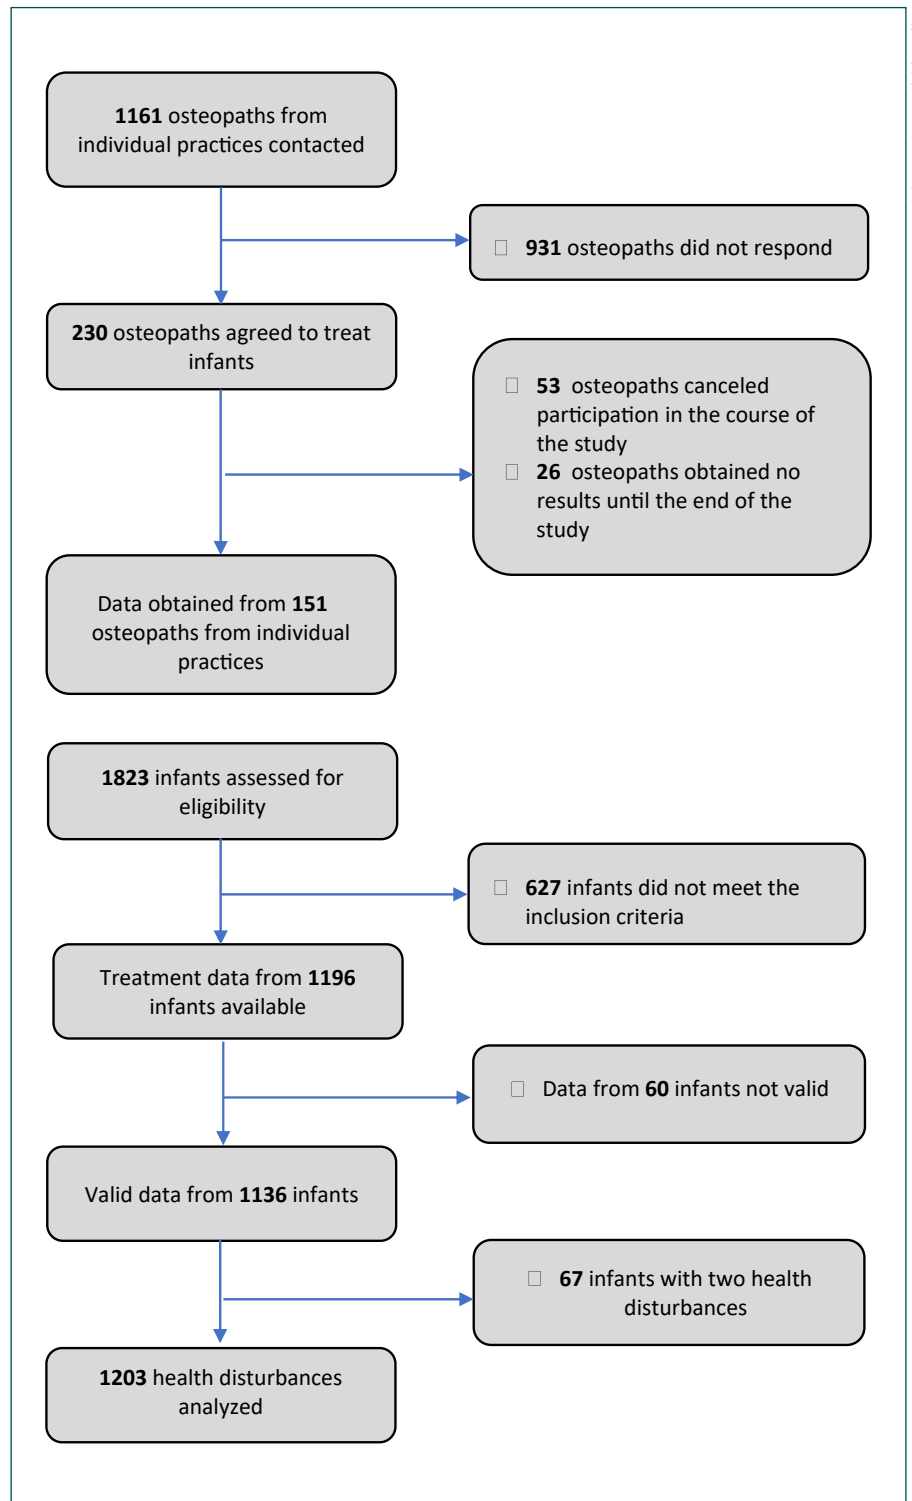 1161 osteopaths from
individual practices contacted
931 osteopaths did not respond
230 osteopaths agreed to treat
infants
53 osteopaths canceled
participation in the course of
the study
26 osteopaths obtained no
results until the end of the
study
Data obtained from 151
osteopaths from individual
practices
1823 infants assessed for
eligibility
627 infants did not meet the
inclusion criteria
Treatment data from 1196
infants available
Data from 60 infants not valid
Valid data from 1136 infants
67 infants with two health
disturbances
1203 health disturbances
analyzed